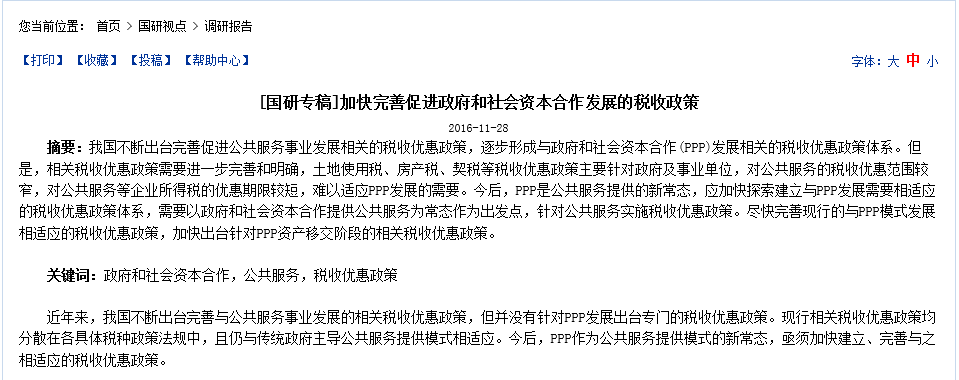 您当前位置： 首页 > 国研视点 > 调研报告
【打印】 【收藏】 【投稿】 【帮助中心】 字体：大 中 小
[国研专稿]加快完善促进政府和社会资本合作发展的税收政策
2016-11-28
摘要：我国不断出台完善促进公共服务事业发展相关的税收优惠政策，逐步形成与政府和社会资本合作(PPP)发展相关的税收优惠政策体系。但
是，相关税收优惠政策需要进一步完善和明确，土地使用税、房产税、契税等税收优惠政策主要针对政府及事业单位，对公共服务的税收优惠范围较
窄，对公共服务等企业所得税的优惠期限较短，难以适应PPP发展的需要。今后，PPP是公共服务提供的新常态，应加快探索建立与PPP发展需要相适应
的税收优惠政策体系，需要以政府和社会资本合作提供公共服务为常态作为出发点，针对公共服务实施税收优惠政策。尽快完善现行的与PPP模式发展
相适应的税收优惠政策，加快出台针对PPP资产移交阶段的相关税收优惠政策。
关键词：政府和社会资本合作，公共服务，税收优惠政策
近年来，我国不断出台完善与公共服务事业发展的相关税收优惠政策，但并没有针对PPP发展出台专门的税收优惠政策。现行相关税收优惠政策均
分散在各具体税种政策法规中，且仍与传统政府主导公共服务提供模式相适应。今后，PPP作为公共服务提供模式的新常态，亟须加快建立、完善与之
相适应的税收优惠政策。